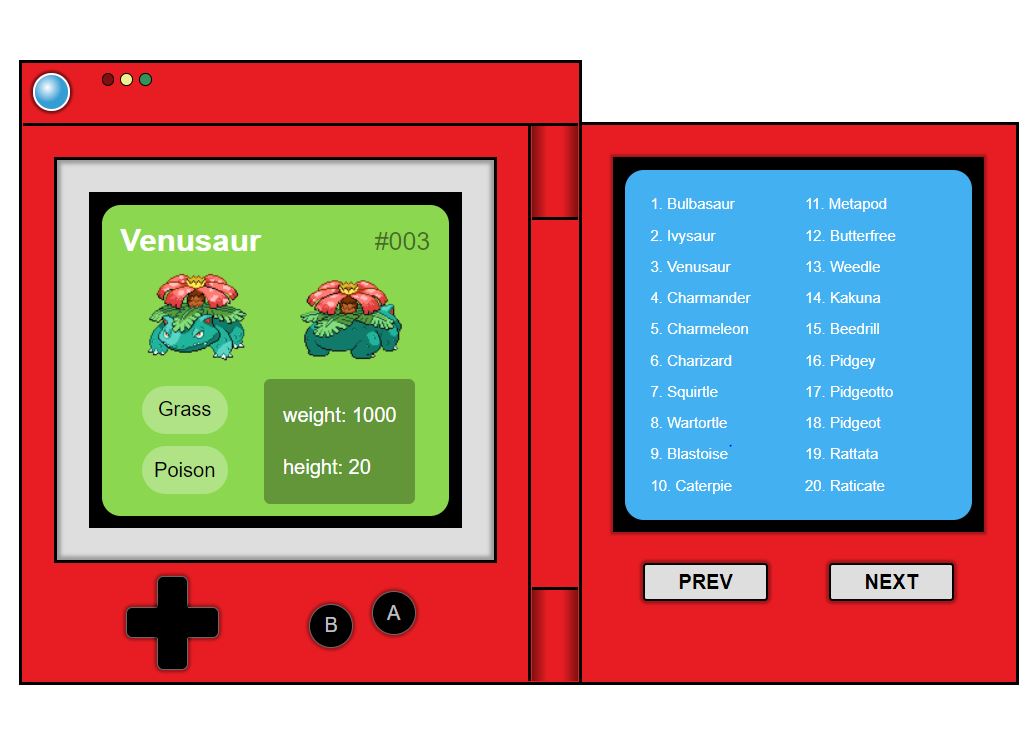 Venusaur #003
Grass
Poison
weight: 1000
height: 20
B A
1. Bulbasaur
2. Ivysaur
3. Venusaur
4. Charmander
5. Charmeleon
6. Charizard
7. Squirtle
8. Wartortle
9. Blastoise
10. Caterpie
11. Metapod
12. Butterfree
13. Weedle
14. Kakuna
15. Beedrill
16. Pidgey
17. Pidgeotto
18. Pidgeot
19. Rattata
20. Raticate
PREV NEXT